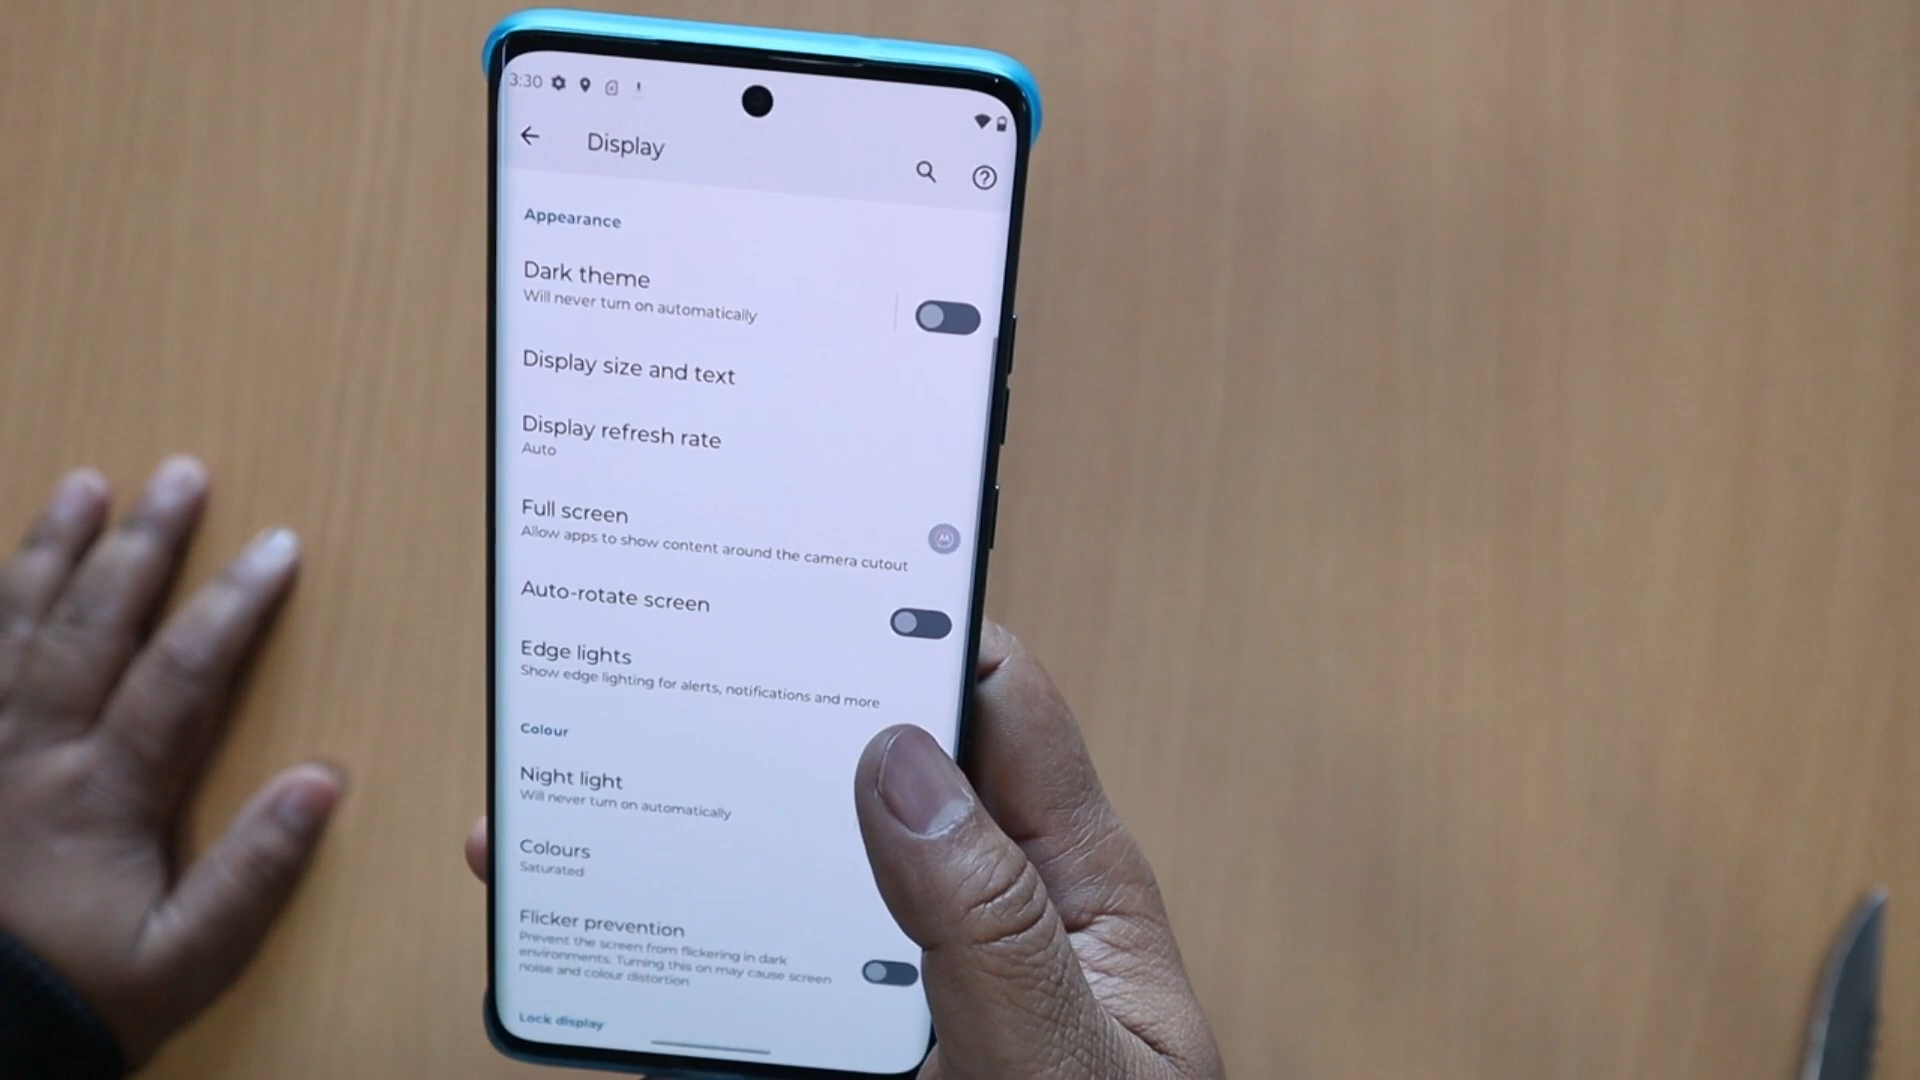 3:30
Display
Appearance
Dark theme
Will never turn on automatically
Display size and text
Display refresh rate
Auto
Full screen
Allow apps to show content around the camera cutout
Auto-rotate screen
Edge lights
Show edge lighting for alerts, notifications and more
Colour
Night light
Will never turn on automatically
Colours
Saturated
Flicker prevention
Prevent the screen from flickering in dark
environments. Turning this on may cause screen
noise and colour distortion
Lock display